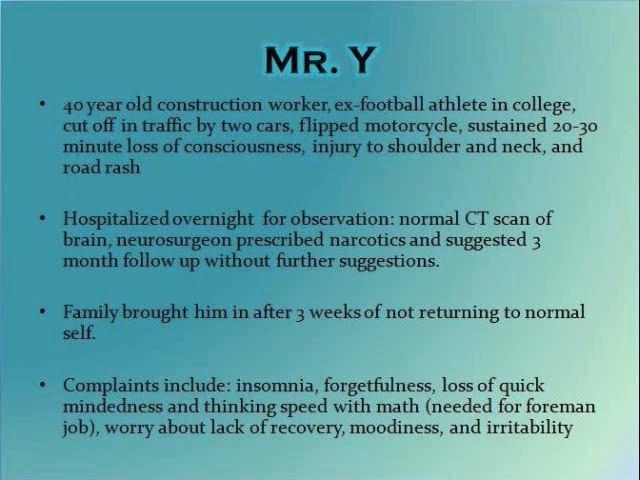 Mr. Y
• 40 year old construction worker, ex-football athlete in college,
cut off in traffic by two cars, flipped motorcycle, sustained 20-30
minute loss of consciousness, injury to shoulder and neck, and
road rash
• Hospitalized overnight for observation: normal CT scan of
brain, neurosurgeon prescribed narcotics and suggested 3
month follow up without further suggestions.
• Family brought him in after 3 weeks of not returning to normal
self.
• Complaints include: insomnia, forgetfulness, loss of quick
mindedness and thinking speed with math (needed for foreman
job), worry about lack of recovery, moodiness, and irritability